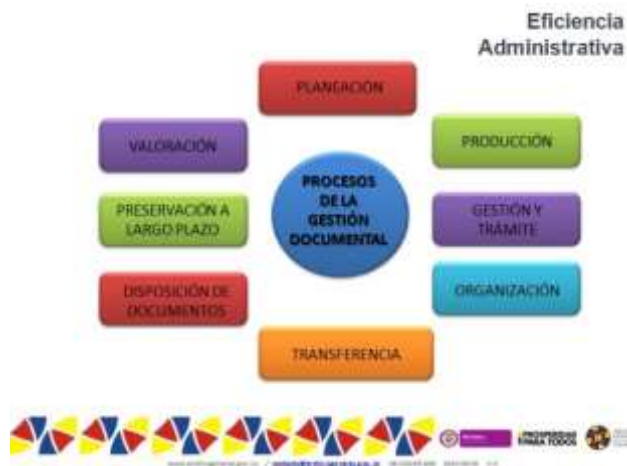 Eficiencia
Administrativa
PLANEACIÓN
VALORACIÓN
PRODUCCIÓN
PROCESOS
DE LA
GESTIÓN
DOCUMENTAL
PRESERVACIÓN A
LARGO PLAZO
GESTIÓN Y
TRÁMITE
DISPOSICIÓN DE
DOCUMENTOS
ORGANIZACIÓN
TRANSFERENCIA
PROSPERIDAD
PARA TODOS